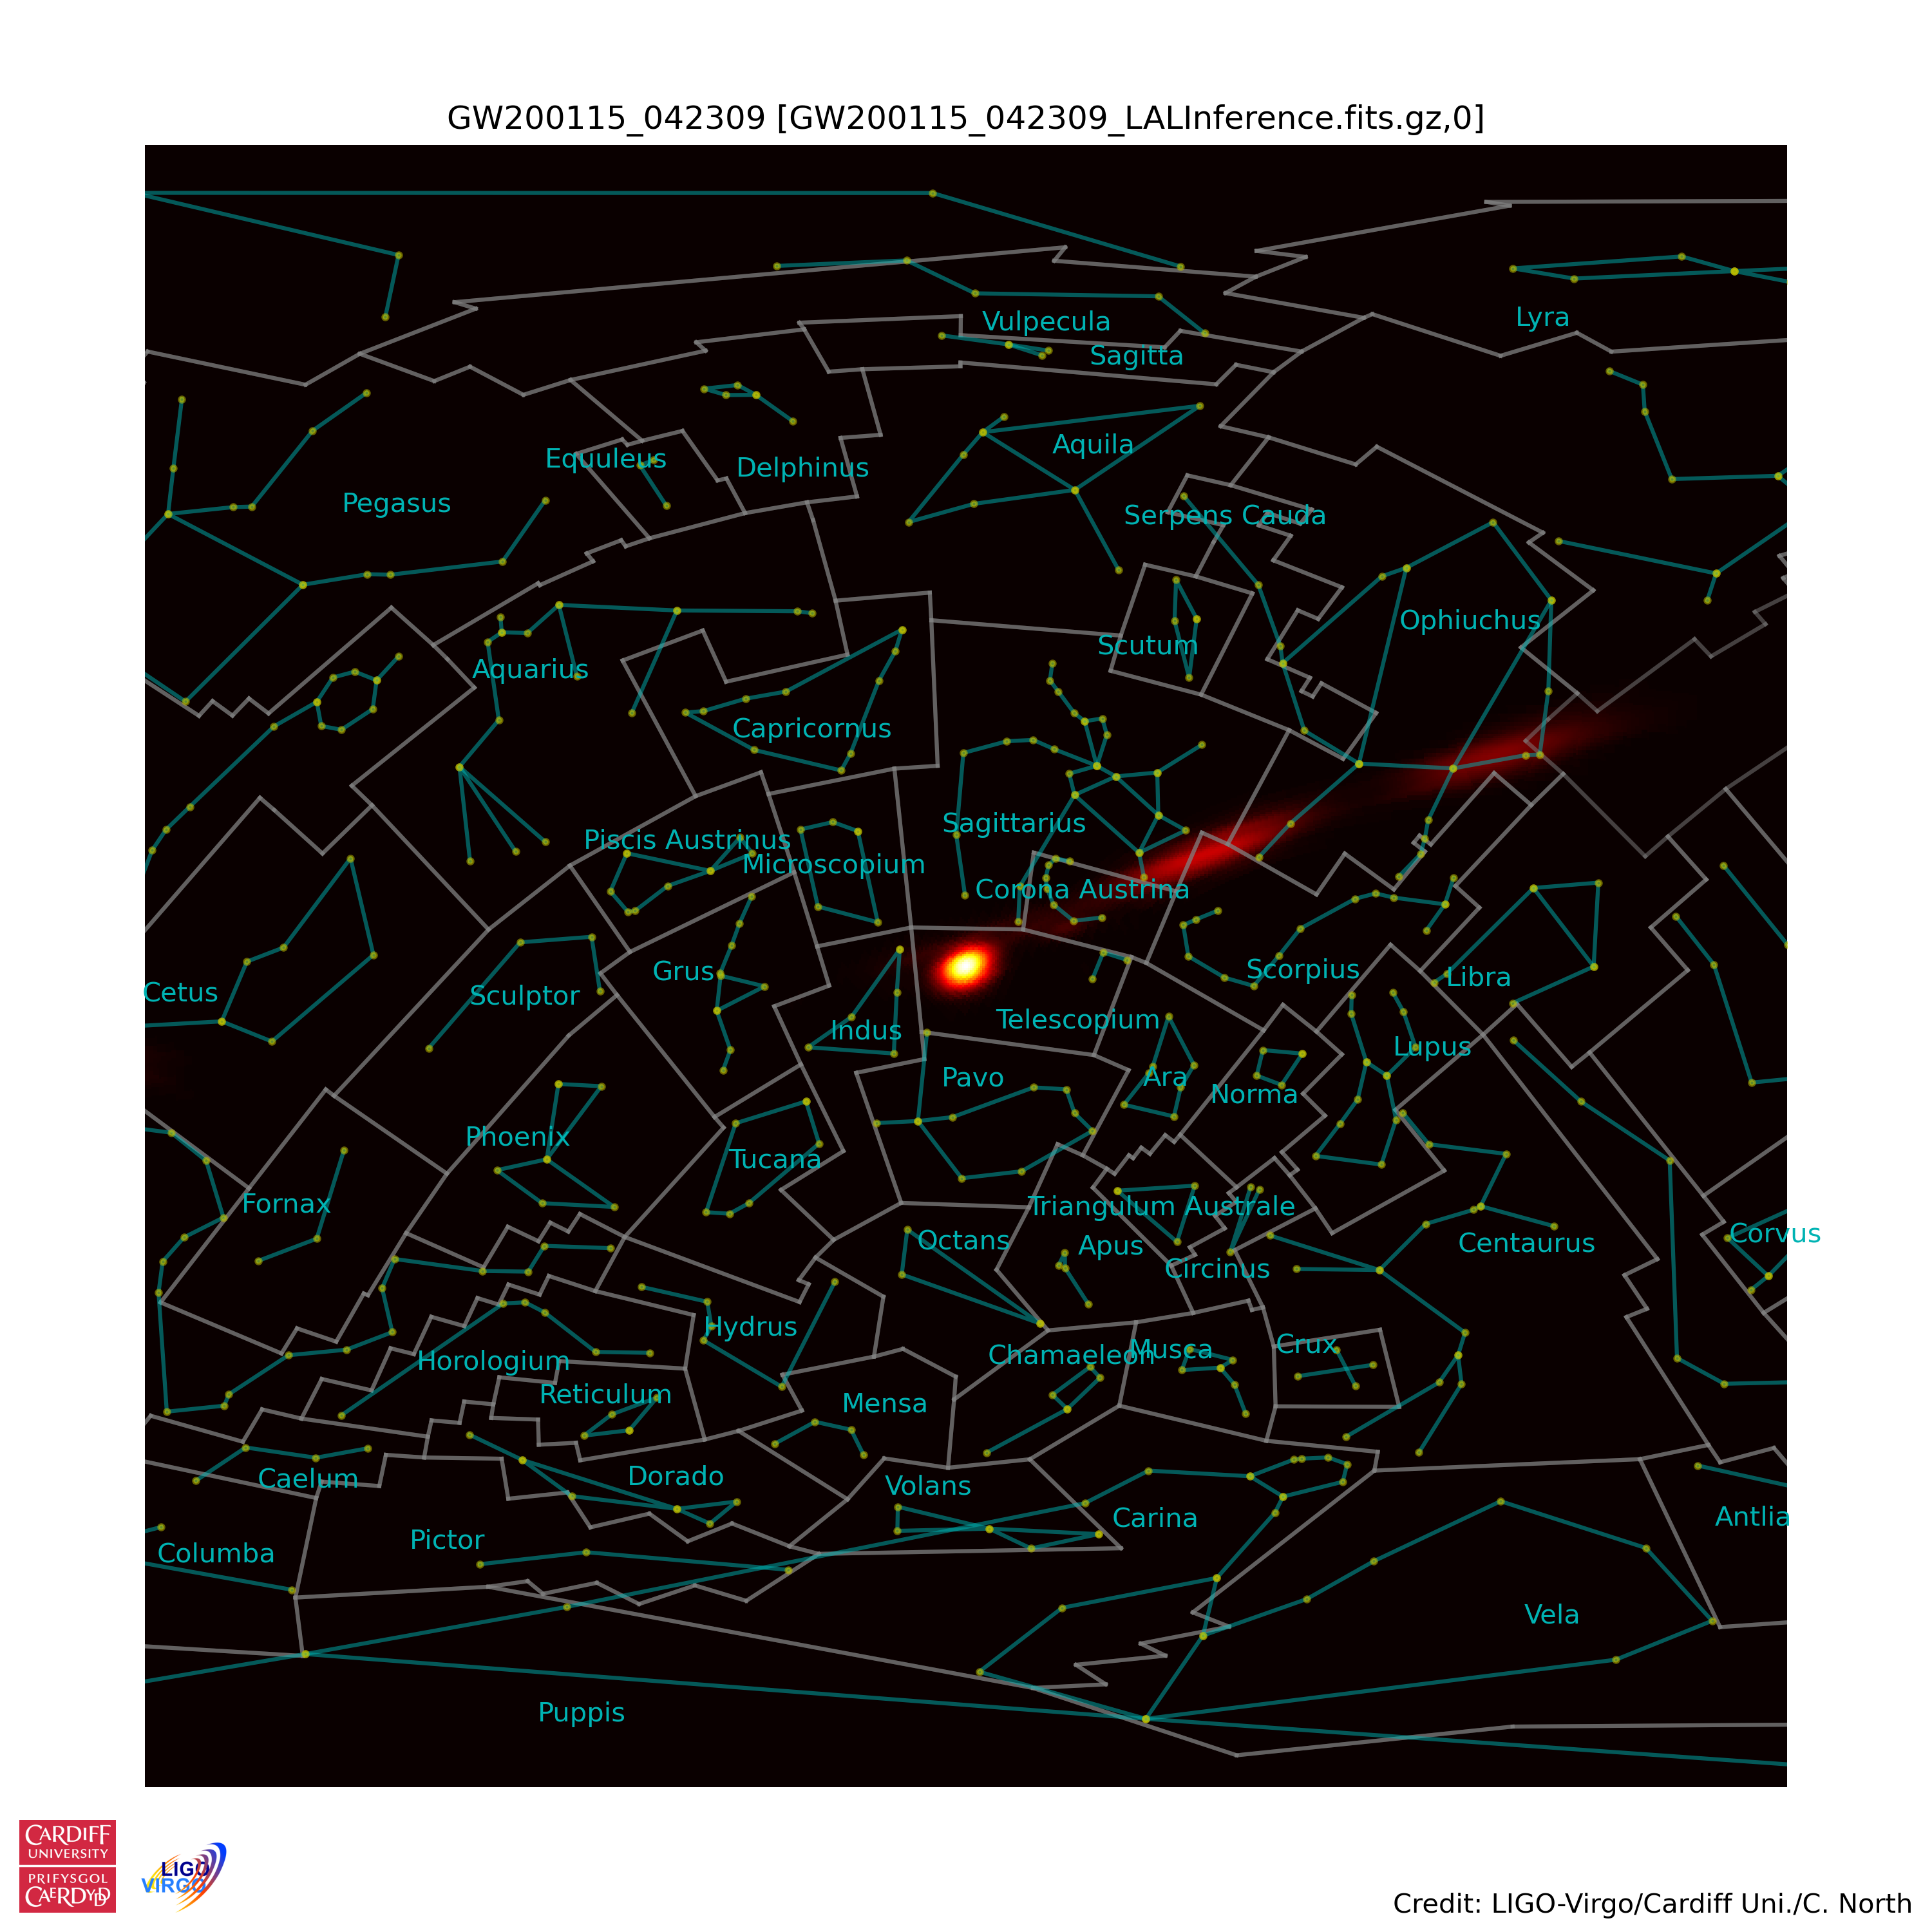 GW200115_042309 [GW200115_042309_LALInference.fits.gz,0]
Vulpecula
Lyra
Sagitta
Aquila
Equuleus
Delphinus
Pegasus
Serpens Cauda
Ophiuchus
Scutum
Aquarius
Capricornus
Sagittarius
Piscis Austrinus
Microscopium
Corona Austrina
Grus
Scorpius
Libra
Cetus
Sculptor
Telescopium
Indus
Lupus
Pavo
Ara
Norma
Phoenix
Tucana
Fornax
Triangulum Australe
Octans
Apus
Centaurus
Corvus
Circinus
Hydrus
Crux
Musca
Chamaeleon
Horologium
Reticulum
Mensa
Caelum
Dorado
Volans
Carina
Antlia
Pictor
Columba
Vela
Puppis
CARDIFF
UNIVERSITY
PRIFYSGOL
CAERDYDD
LIGO
VIRGO
Credit: LIGO-Virgo/Cardiff Uni./C. North